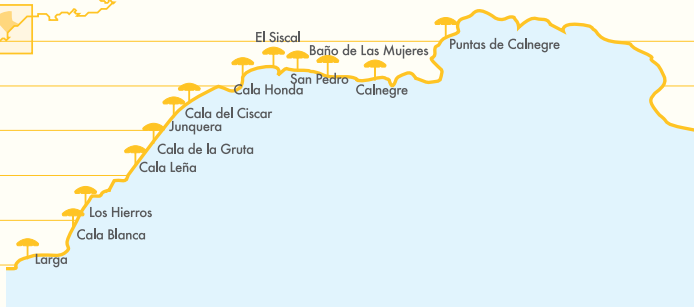 El Siscal
Baño de Las Mujeres
Puntas de Calnegre
San Pedro
Cala Honda
Calnegre
Cala del Ciscar
Junquera
Cala de la Gruta
Cala Leña
Los Hierros
Cala Blanca
Larga